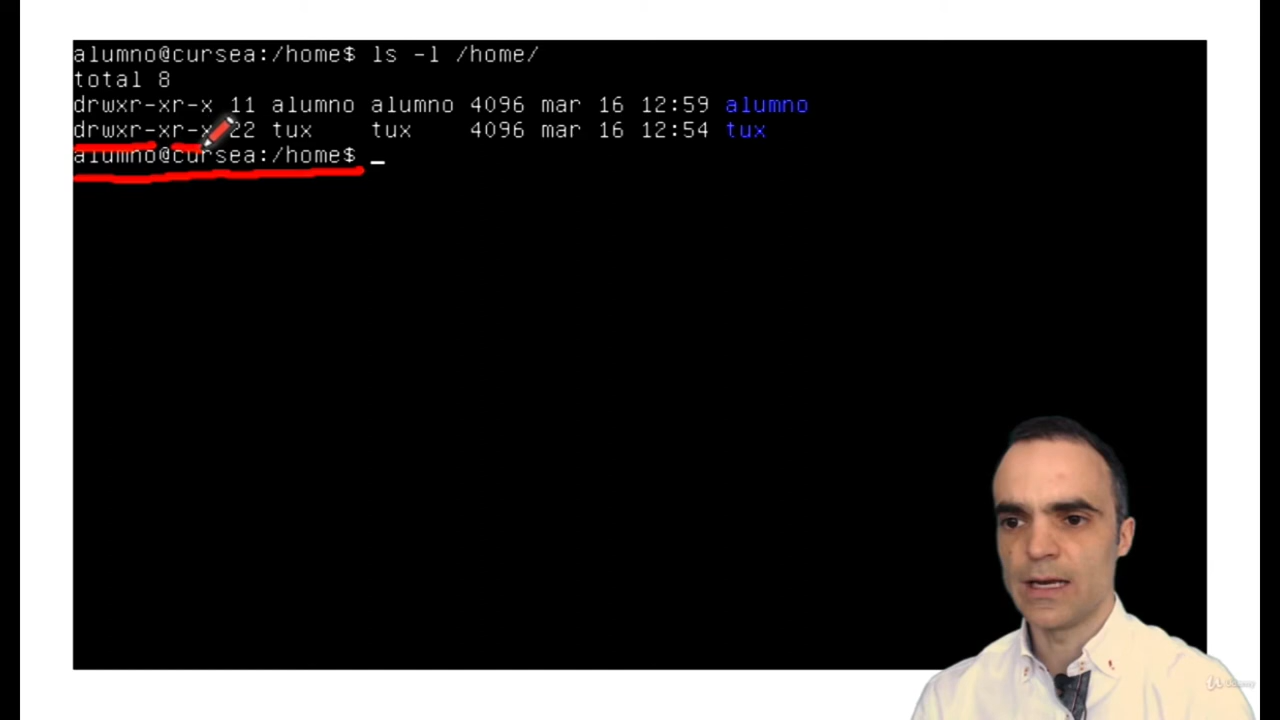 alumno@cursea:/home$ ls -l /home/
total 8
drwxr-xr-x 11 alumno alumno 4096 mar 16 12:59 alumno
drwxr-xr-x 22 tux tux 4096 mar 16 12:54 tux
alumno@cursea:/home$
Udemy